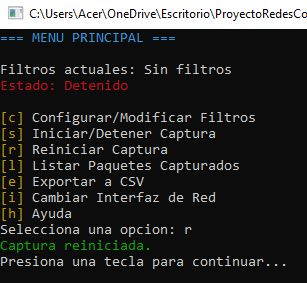 C:\Users\Acer\OneDrive\Escritorio\ProyectoRedesCo
=== MENU PRINCIPAL ===
Filtros actuales: Sin filtros
Estado: Detenido
[c] Configurar/Modificar Filtros
[s] Iniciar/Detener Captura
[r] Reiniciar Captura
[l] Listar Paquetes Capturados
[e] Exportar a CSV
[i] Cambiar Interfaz de Red
[h] Ayuda
Selecciona una opcion: r
Captura reiniciada.
Presiona una tecla para continuar...